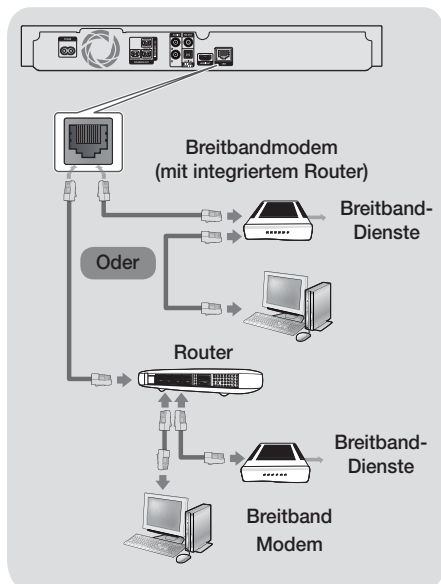 Breitbandmodem
(mit integriertem Router)
Breitband-
Dienste
Oder
Router
Breitband-
Dienste
Breitband
Modem